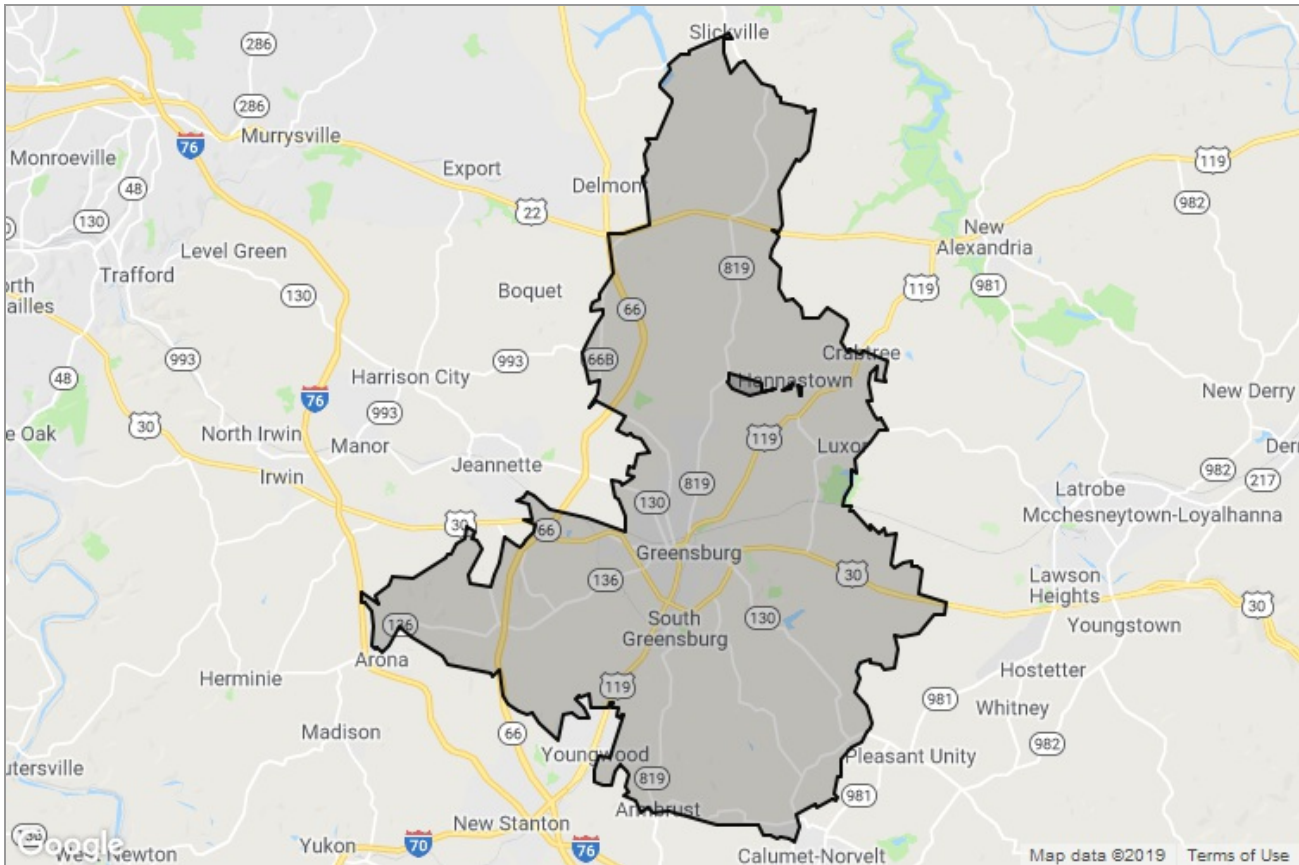 Slickville
286
286
Murrysville
76
Monroeville
119
Export
48
Delmont
982
22
130
New
Alexandria
Level Green
Trafford
819
119
981
130
Boquet
66
993
Crabtree
66B
993
48
Harrison City
Hannastown
76
New Derry
993
30
119
North Irwin
Manor
Luxor
Jeannette
Irwin
982
217
819
Latrobe
130
Mcchesneytown-Loyalhanna
30
66
Greensburg
136
30
Lawson
Heights
30
136
South
Greensburg
130
Youngstown
Arona
Hostetter
Herminie
119
981
Whitney
Madison
66
982
Youngwood
Pleasant Unity
819
981
Armbrust
New Stanton
Google
Yukon
70
76
Calumet-Norvelt
Map data ©2019
Terms of Use